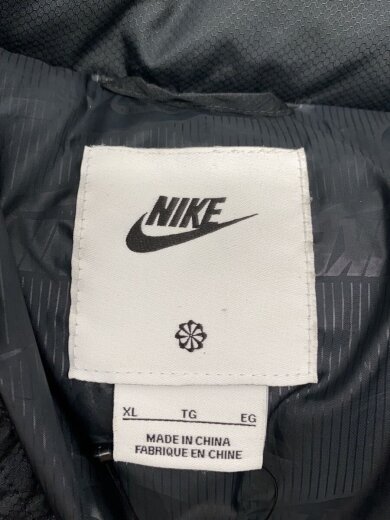 NIKE
XL TG EG
MADE IN CHINA
FABRIQUE EN CHINE